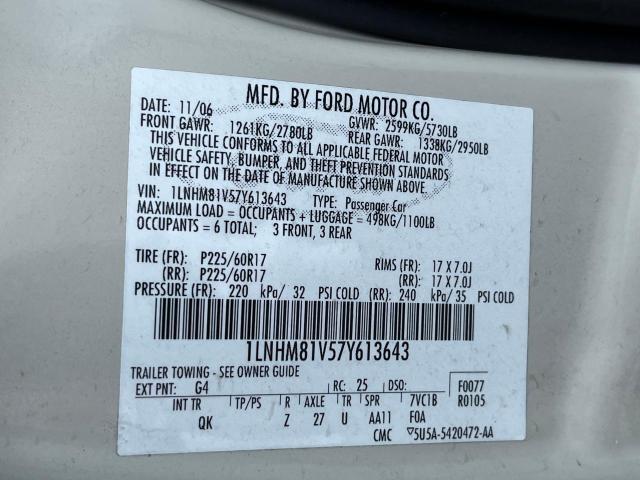 MFD. BY FORD MOTOR CO.
DATE: 11/06 GVWR: 2599KG/5730LB
FRONT GAWR: 1261KG/2780LB REAR GAWR: 1338KG/2950LB
THIS VEHICLE CONFORMS TO ALL APPLICABLE FEDERAL MOTOR
VEHICLE SAFETY, BUMPER, AND THEFT PREVENTION STANDARDS
IN EFFECT ON THE DATE OF MANUFACTURE SHOWN ABOVE.
VIN: 1LNHM81V57Y613643 TYPE: Passenger Car
MAXIMUM LOAD = OCCUPANTS + LUGGAGE = 498KG/1100LB
OCCUPANTS = 6 TOTAL; 3 FRONT, 3 REAR
TIRE (FR): P225/60R17 RIMS (FR): 17 X 7.0J
(RR): P225/60R17 (RR): 17 X 7.0J
PRESSURE (FR): 220 kPa/ 32 PSI COLD (RR): 240 kPa/ 35 PSI COLD
1LNHM81V57Y613643
TRAILER TOWING - SEE OWNER GUIDE
EXT PNT: G4 RC: 25 DSO: F0077
INT TR TP/PS R AXLE TR SPR 7VC1B R0105
QK Z 27 U AA11 F0A
CMC ▽5U5A-5420472-AA